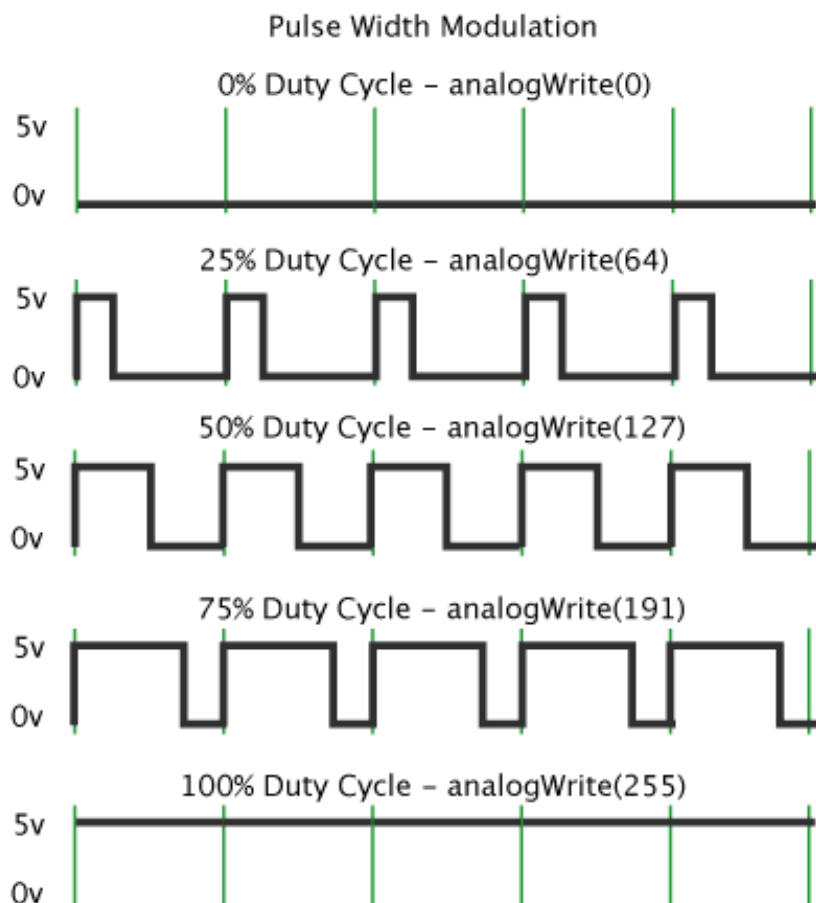 Pulse Width Modulation
0% Duty Cycle – analogWrite(0)
5v
0v
25% Duty Cycle – analogWrite(64)
5v
0v
50% Duty Cycle – analogWrite(127)
5v
0v
75% Duty Cycle – analogWrite(191)
5v
0v
100% Duty Cycle – analogWrite(255)
5v
0v